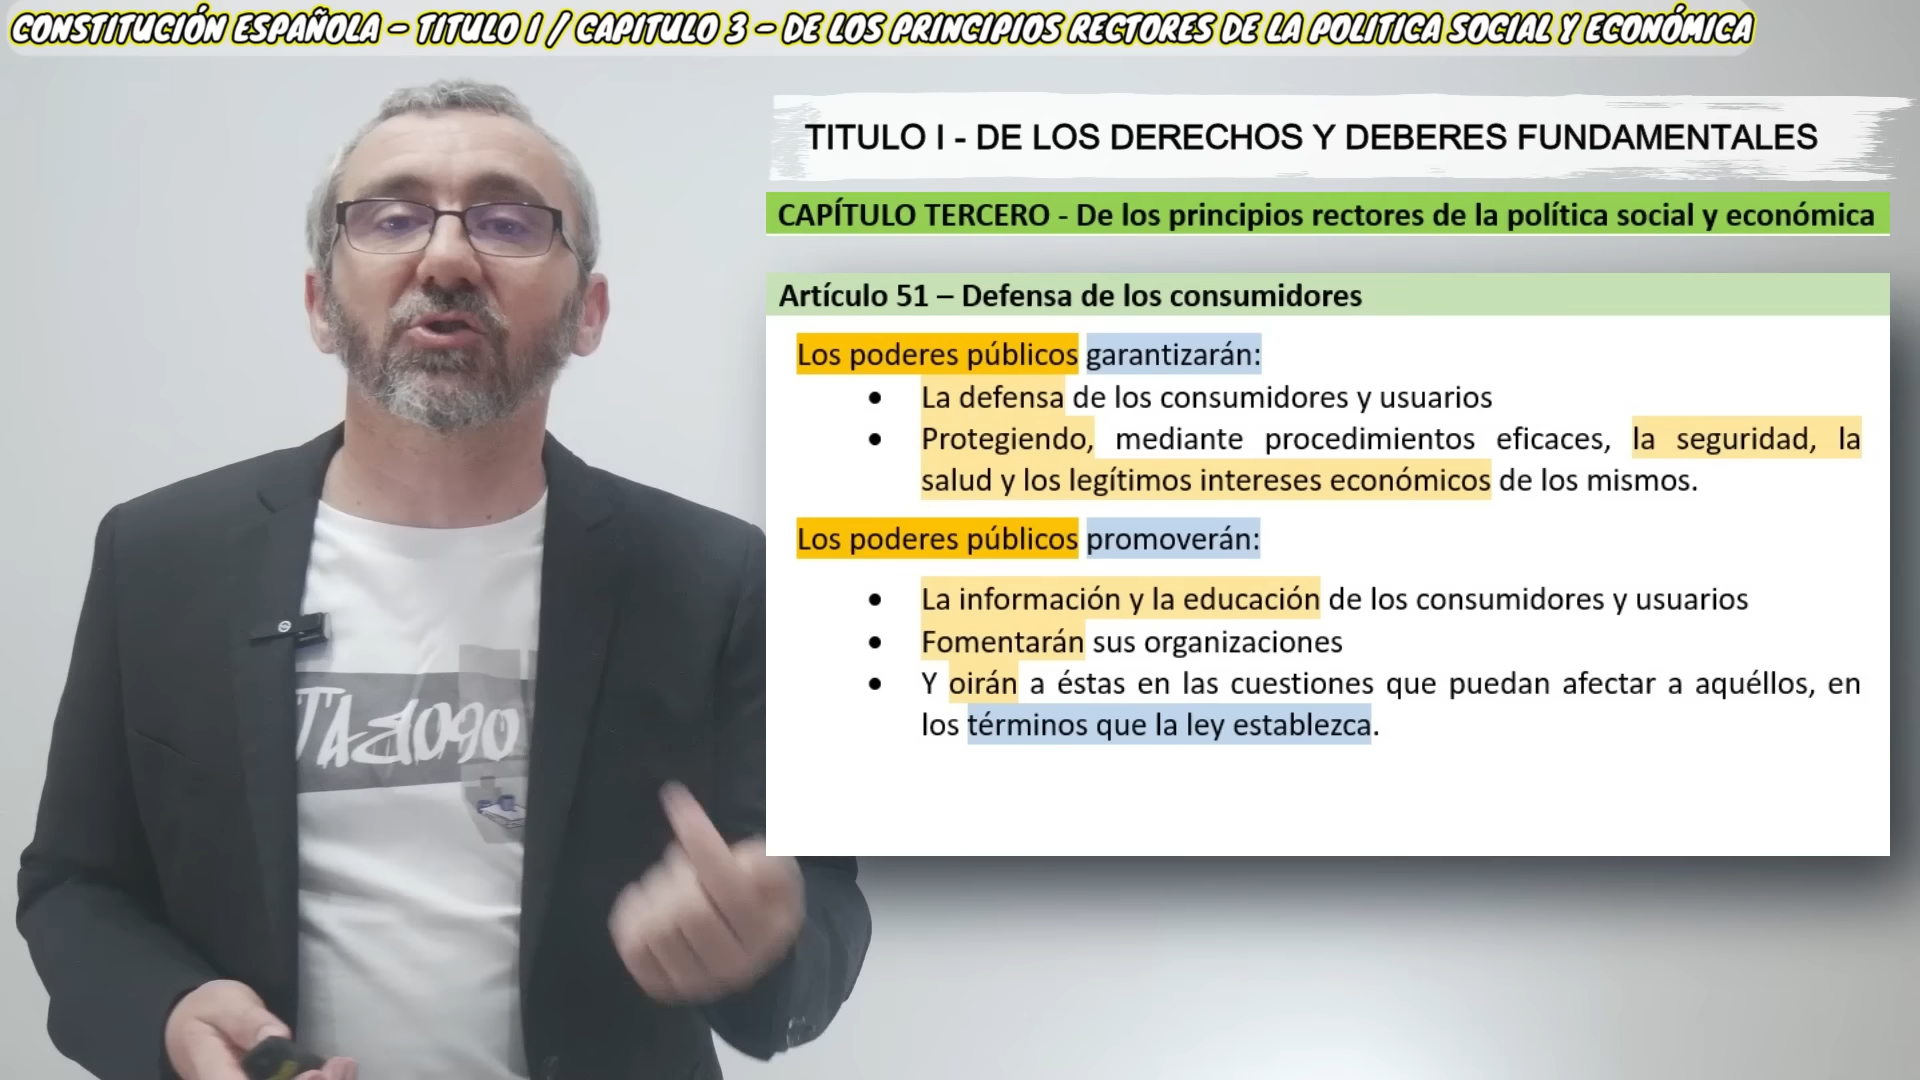 CONSTITUCIÓN ESPAÑOLA - TITULO I / CAPITULO 3 - DE LOS PRINCIPIOS RECTORES DE LA POLITICA SOCIAL Y ECONÓMICA
TITULO I - DE LOS DERECHOS Y DEBERES FUNDAMENTALES
CAPÍTULO TERCERO - De los principios rectores de la política social y económica
Artículo 51 – Defensa de los consumidores
Los poderes públicos garantizarán:
• La defensa de los consumidores y usuarios
• Protegiendo, mediante procedimientos eficaces, la seguridad, la
salud y los legítimos intereses económicos de los mismos.
Los poderes públicos promoverán:
• La información y la educación de los consumidores y usuarios
• Fomentarán sus organizaciones
• Y oirán a éstas en las cuestiones que puedan afectar a aquéllos, en
los términos que la ley establezca.